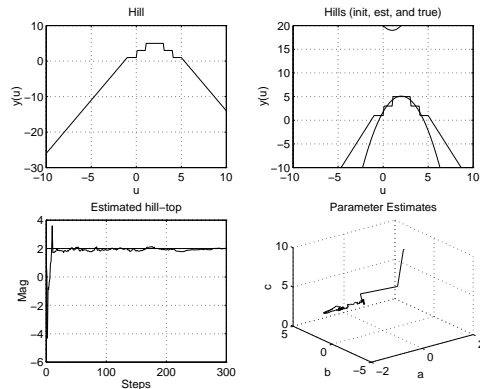 Hill
10
0
−10
−20
−30
y(u)
−10 −5 0 5 10
u
Hills (init, est, and true)
20
15
10
5
0
−5
−10
y(u)
−10 −5 0 5 10
u
Estimated hill−top
4
2
0
−2
−4
−6
Mag
0 100 200 300
Steps
Parameter Estimates
10
5
0
c
5
0
−5
b
−2
0
2
a